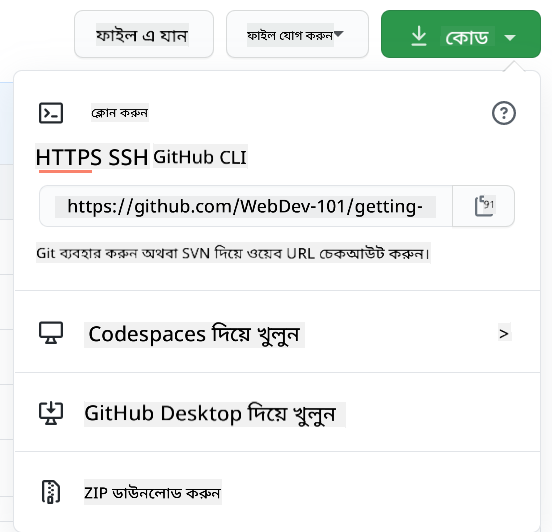 ফাইল এ যান ফাইল যোগ করুন কোড
ক্লোন করুন
HTTPS SSH GitHub CLI
https://github.com/WebDev-101/getting-
91
Git ব্যবহার করুন অথবা SVN দিয়ে ওয়েব URL চেকআউট করুন।
Codespaces দিয়ে খুলুন >
GitHub Desktop দিয়ে খুলুন
ZIP ডাউনলোড করুন